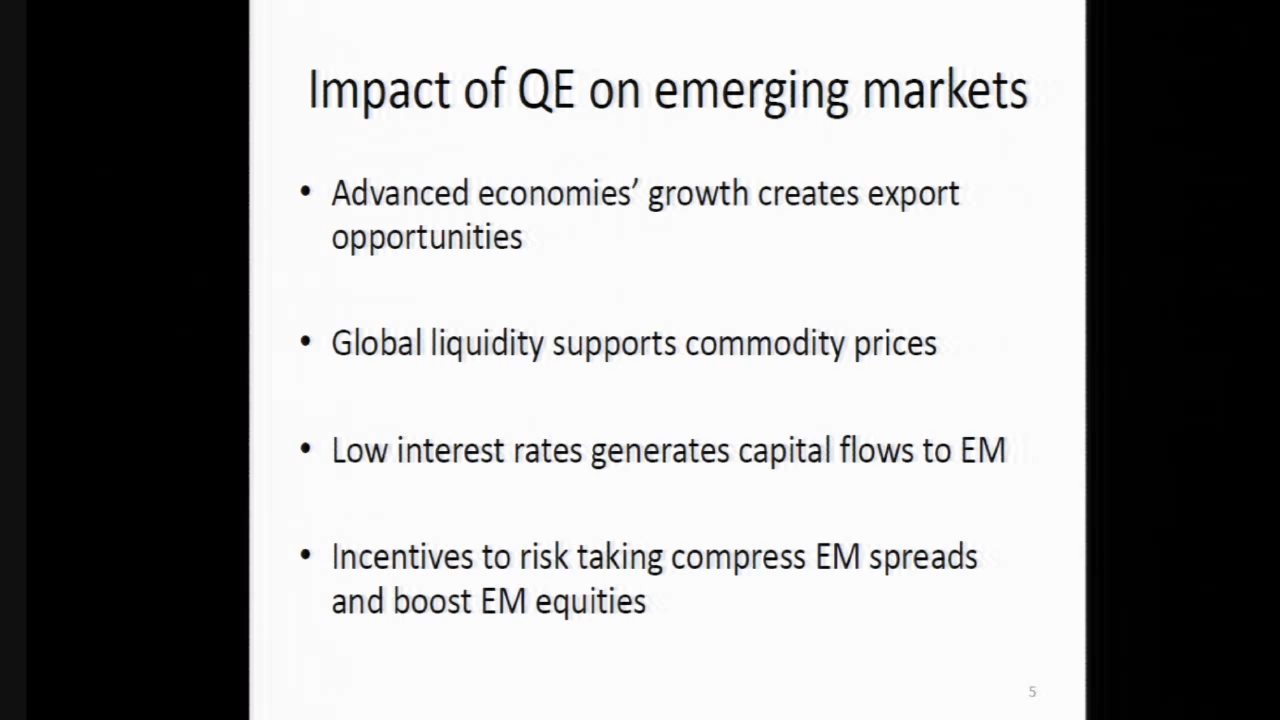 Impact of QE on emerging markets
• Advanced economies’ growth creates export
opportunities
• Global liquidity supports commodity prices
• Low interest rates generates capital flows to EM
• Incentives to risk taking compress EM spreads
and boost EM equities
5